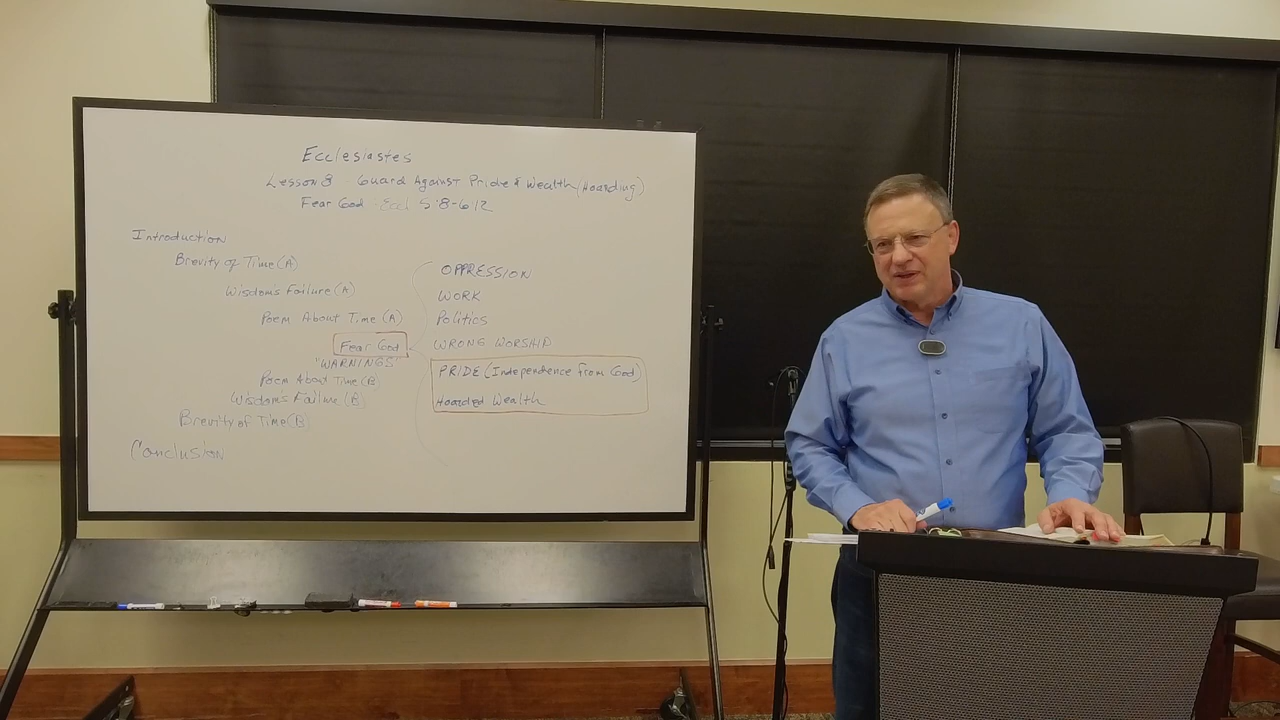 Ecclesiastes
Lesson 8 - Guard Against Pride & Wealth (Hoarding)
Fear God - Eccl 5:8-6:12
Introduction
Brevity of Time (A)
Wisdom's Failure (A)
Poem About Time (A)
Fear God
"WARNINGS"
Poem About Time (B)
Wisdoms Failure (B)
Brevity of Time (B)
Conclusion
OPPRESSION
WORK
Politics
WRONG WORSHIP
PRIDE (Independence From God)
Hoarded Wealth